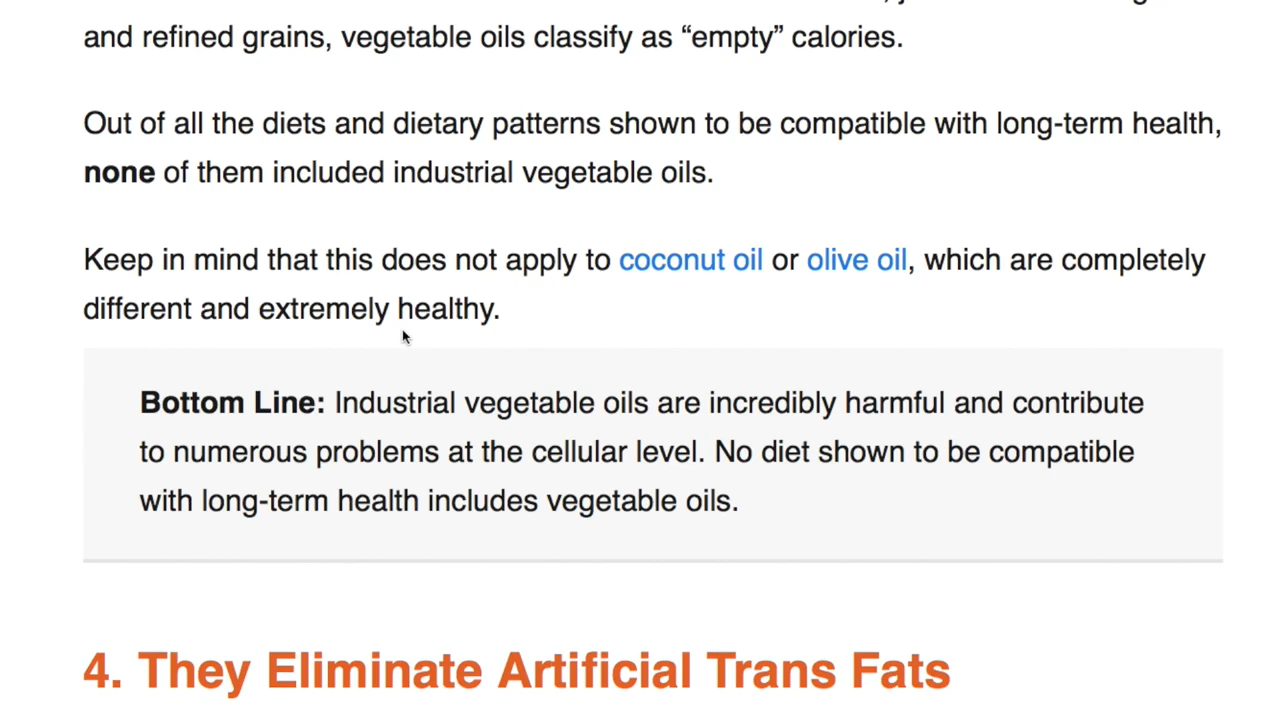 and refined grains, vegetable oils classify as “empty” calories.
Out of all the diets and dietary patterns shown to be compatible with long-term health,
none of them included industrial vegetable oils.
Keep in mind that this does not apply to coconut oil or olive oil, which are completely
different and extremely healthy.
Bottom Line: Industrial vegetable oils are incredibly harmful and contribute
to numerous problems at the cellular level. No diet shown to be compatible
with long-term health includes vegetable oils.
4. They Eliminate Artificial Trans Fats